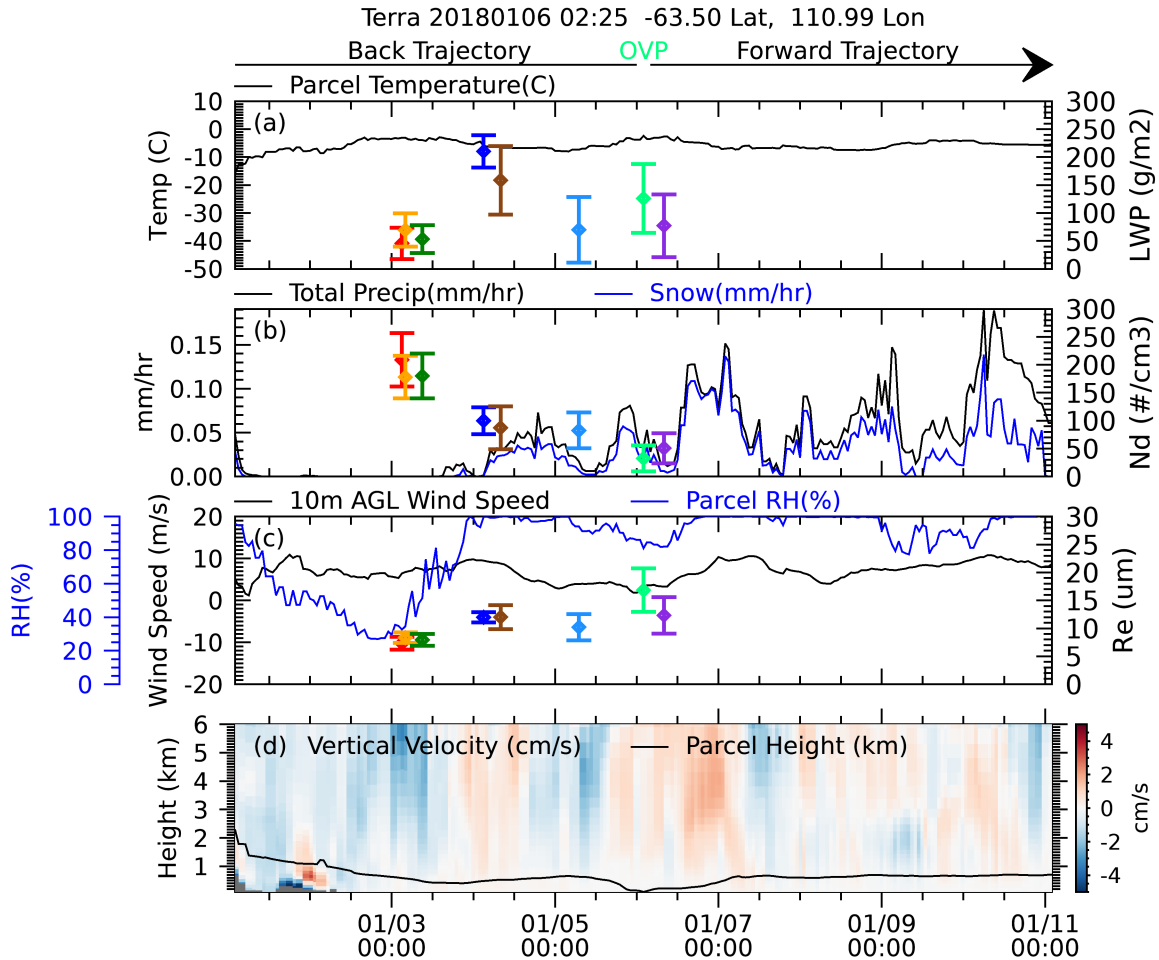 Terra 20180106 02:25  -63.50 Lat,  110.99 Lon
Back Trajectory OVP Forward Trajectory
Parcel Temperature(C)
(a)
Temp (C)
10
0
-10
-20
-30
-40
-50
300
250
200
150
100
50
0
LWP (g/m2)
Total Precip(mm/hr) Snow(mm/hr)
(b)
mm/hr
0.15
0.10
0.05
0.00
300
250
200
150
100
50
0
Nd (#/cm3)
10m AGL Wind Speed Parcel RH(%)
(c)
RH(%)
100
80
60
40
20
0
Wind Speed (m/s)
20
10
0
-10
-20
30
25
20
15
10
5
0
Re (um)
(d) Vertical Velocity (cm/s) Parcel Height (km)
Height (km)
6
5
4
3
2
1
4
2
0
-2
-4
cm/s
01/03 01/05 01/07 01/09 01/11
00:00 00:00 00:00 00:00 00:00